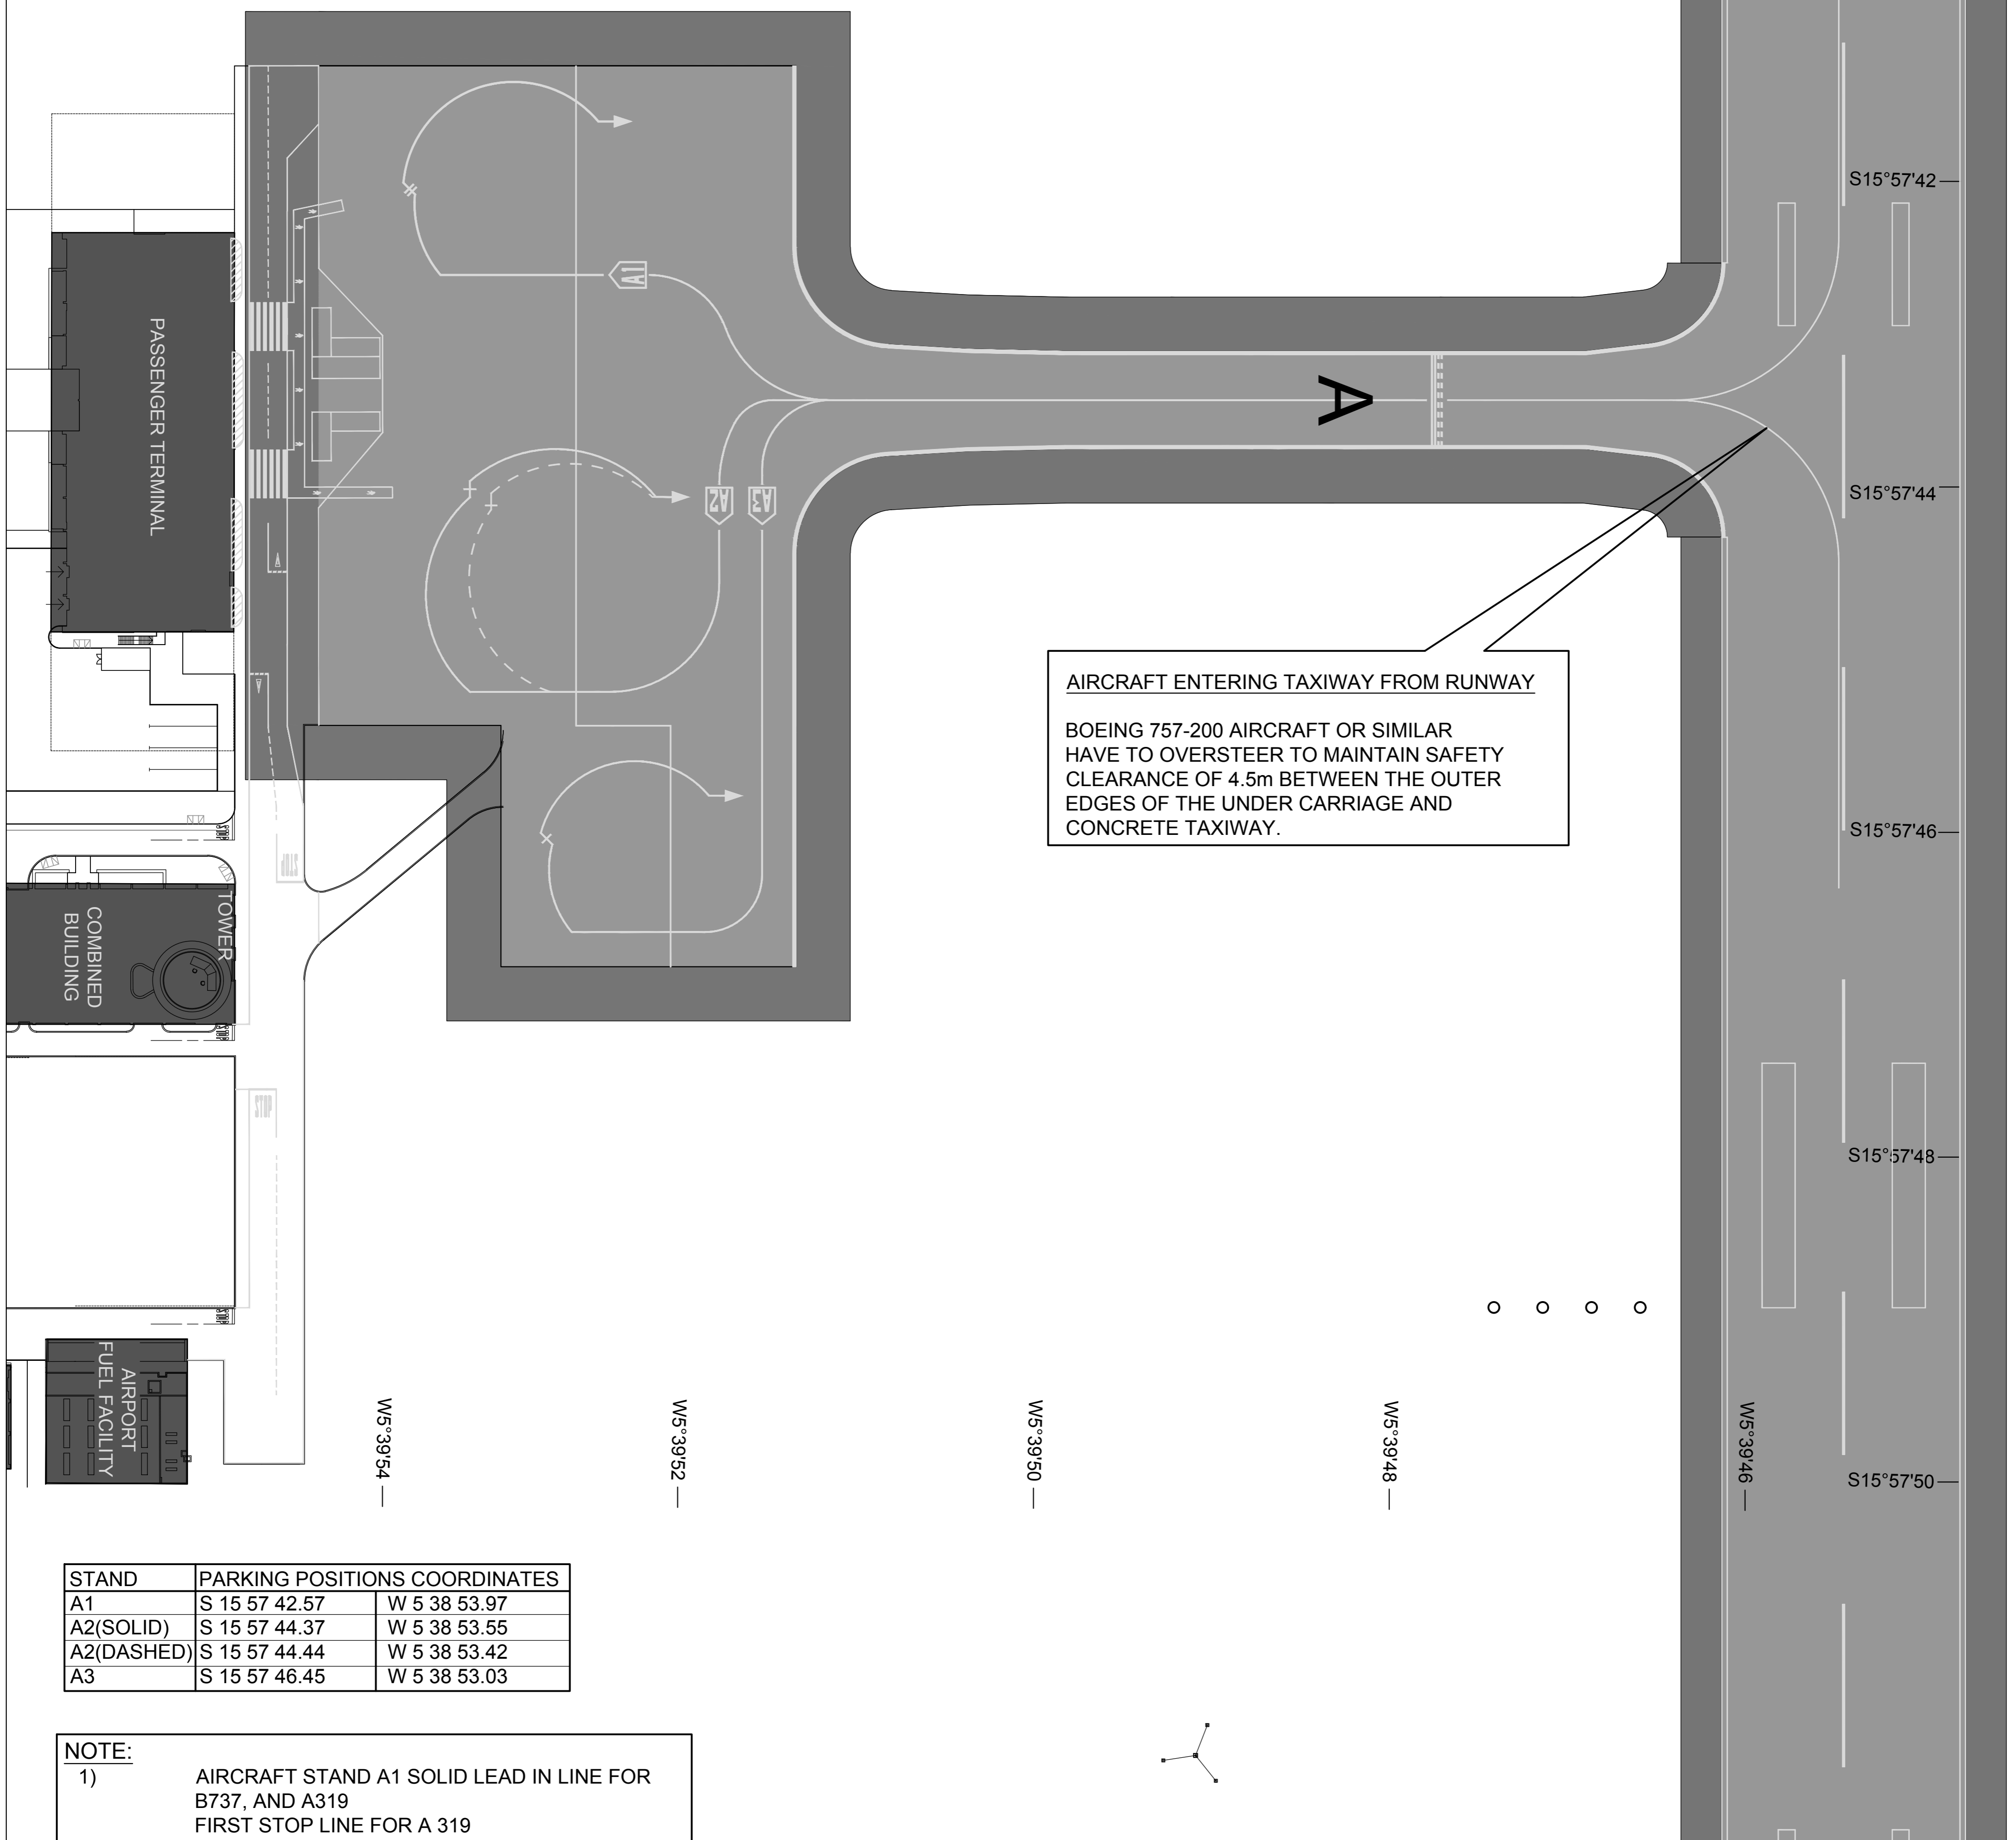 A1
A2
A3
A
PASSENGER TERMINAL
S15°57'42
S15°57'44
S15°57'46
S15°57'48
S15°57'50
AIRCRAFT ENTERING TAXIWAY FROM RUNWAY
BOEING 757-200 AIRCRAFT OR SIMILAR
HAVE TO OVERSTEER TO MAINTAIN SAFETY
CLEARANCE OF 4.5m BETWEEN THE OUTER
EDGES OF THE UNDER CARRIAGE AND
CONCRETE TAXIWAY.
STOP
STOP
TOWER
COMBINED
BUILDING
STOP
STOP
STOP
AIRPORT
FUEL FACILITY
W5°39'54
W5°39'52
W5°39'50
W5°39'48
W5°39'46
STAND PARKING POSITIONS COORDINATES
A1 S 15 57 42.57 W 5 38 53.97
A2(SOLID) S 15 57 44.37 W 5 38 53.55
A2(DASHED) S 15 57 44.44 W 5 38 53.42
A3 S 15 57 46.45 W 5 38 53.03
NOTE:
1) AIRCRAFT STAND A1 SOLID LEAD IN LINE FOR
B737, AND A319
FIRST STOP LINE FOR A 319